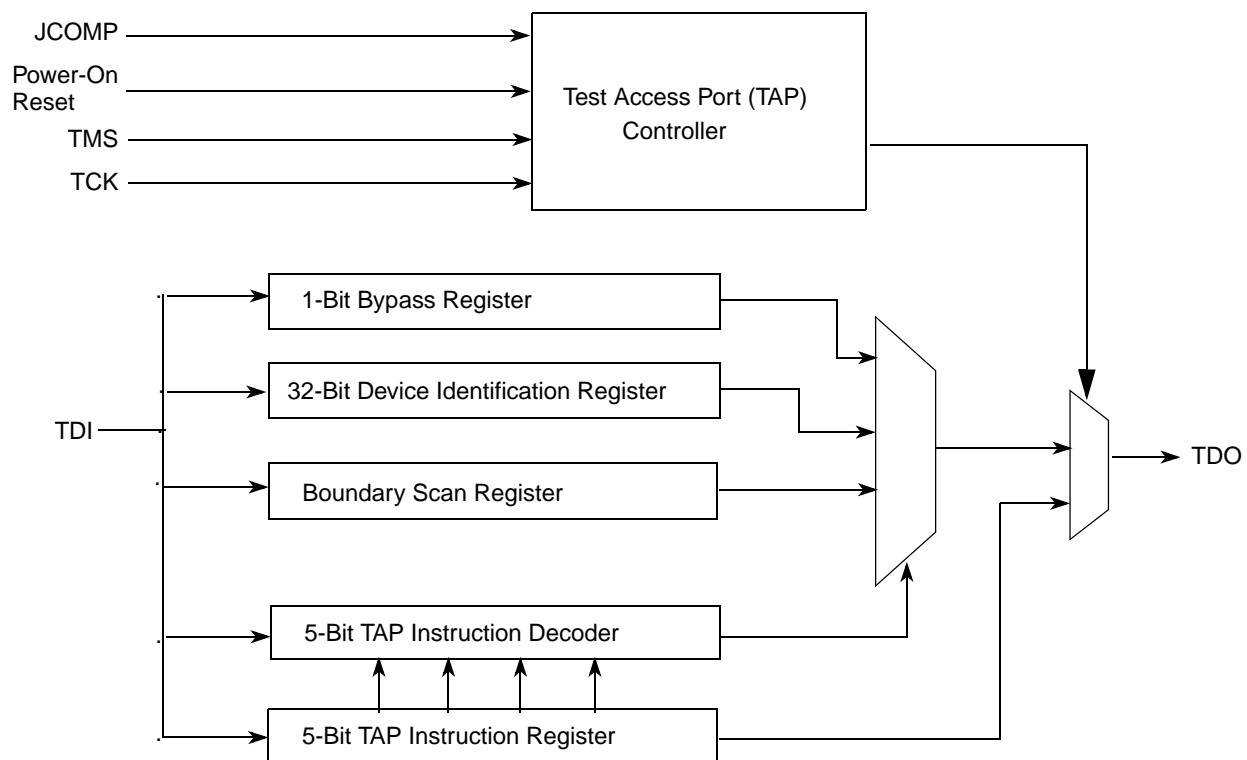 JCOMP
Power-On
Reset
TMS
TCK
Test Access Port (TAP)
Controller
1-Bit Bypass Register
32-Bit Device Identification Register
TDI
Boundary Scan Register
TDO
5-Bit TAP Instruction Decoder
5-Bit TAP Instruction Register